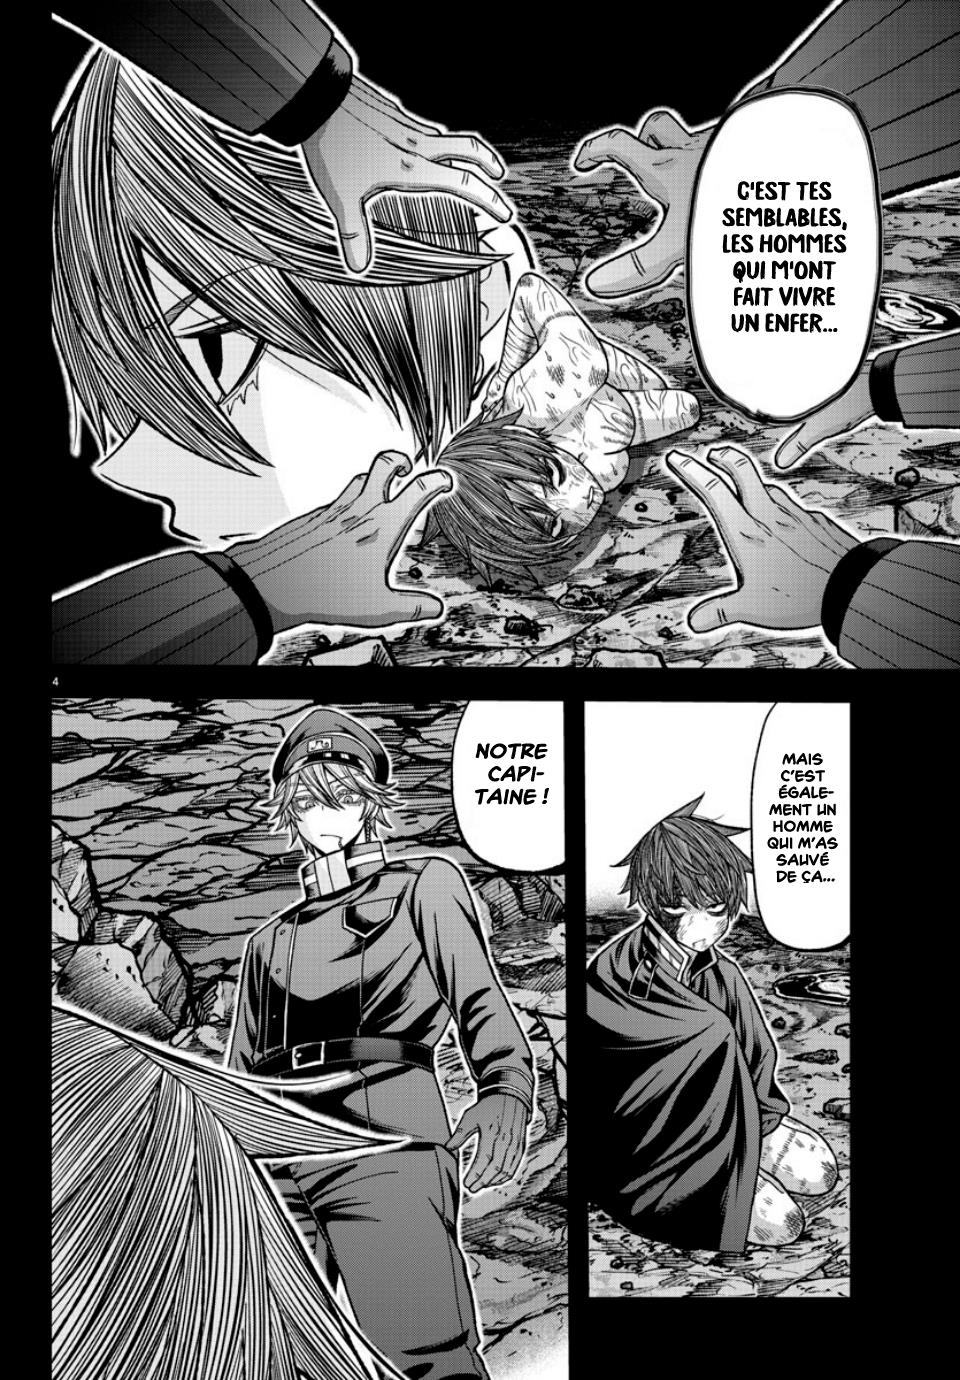 C'EST TES
SEMBLABLES,
LES HOMMES
QUI M'ONT
FAIT VIVRE
UN ENFER...
4
MAIS
C'EST
ÉGALE-
MENT UN
HOMME
QUI M'AS
SAUVÉ
DE ÇA...
NOTRE
CAPI-
TAINE !